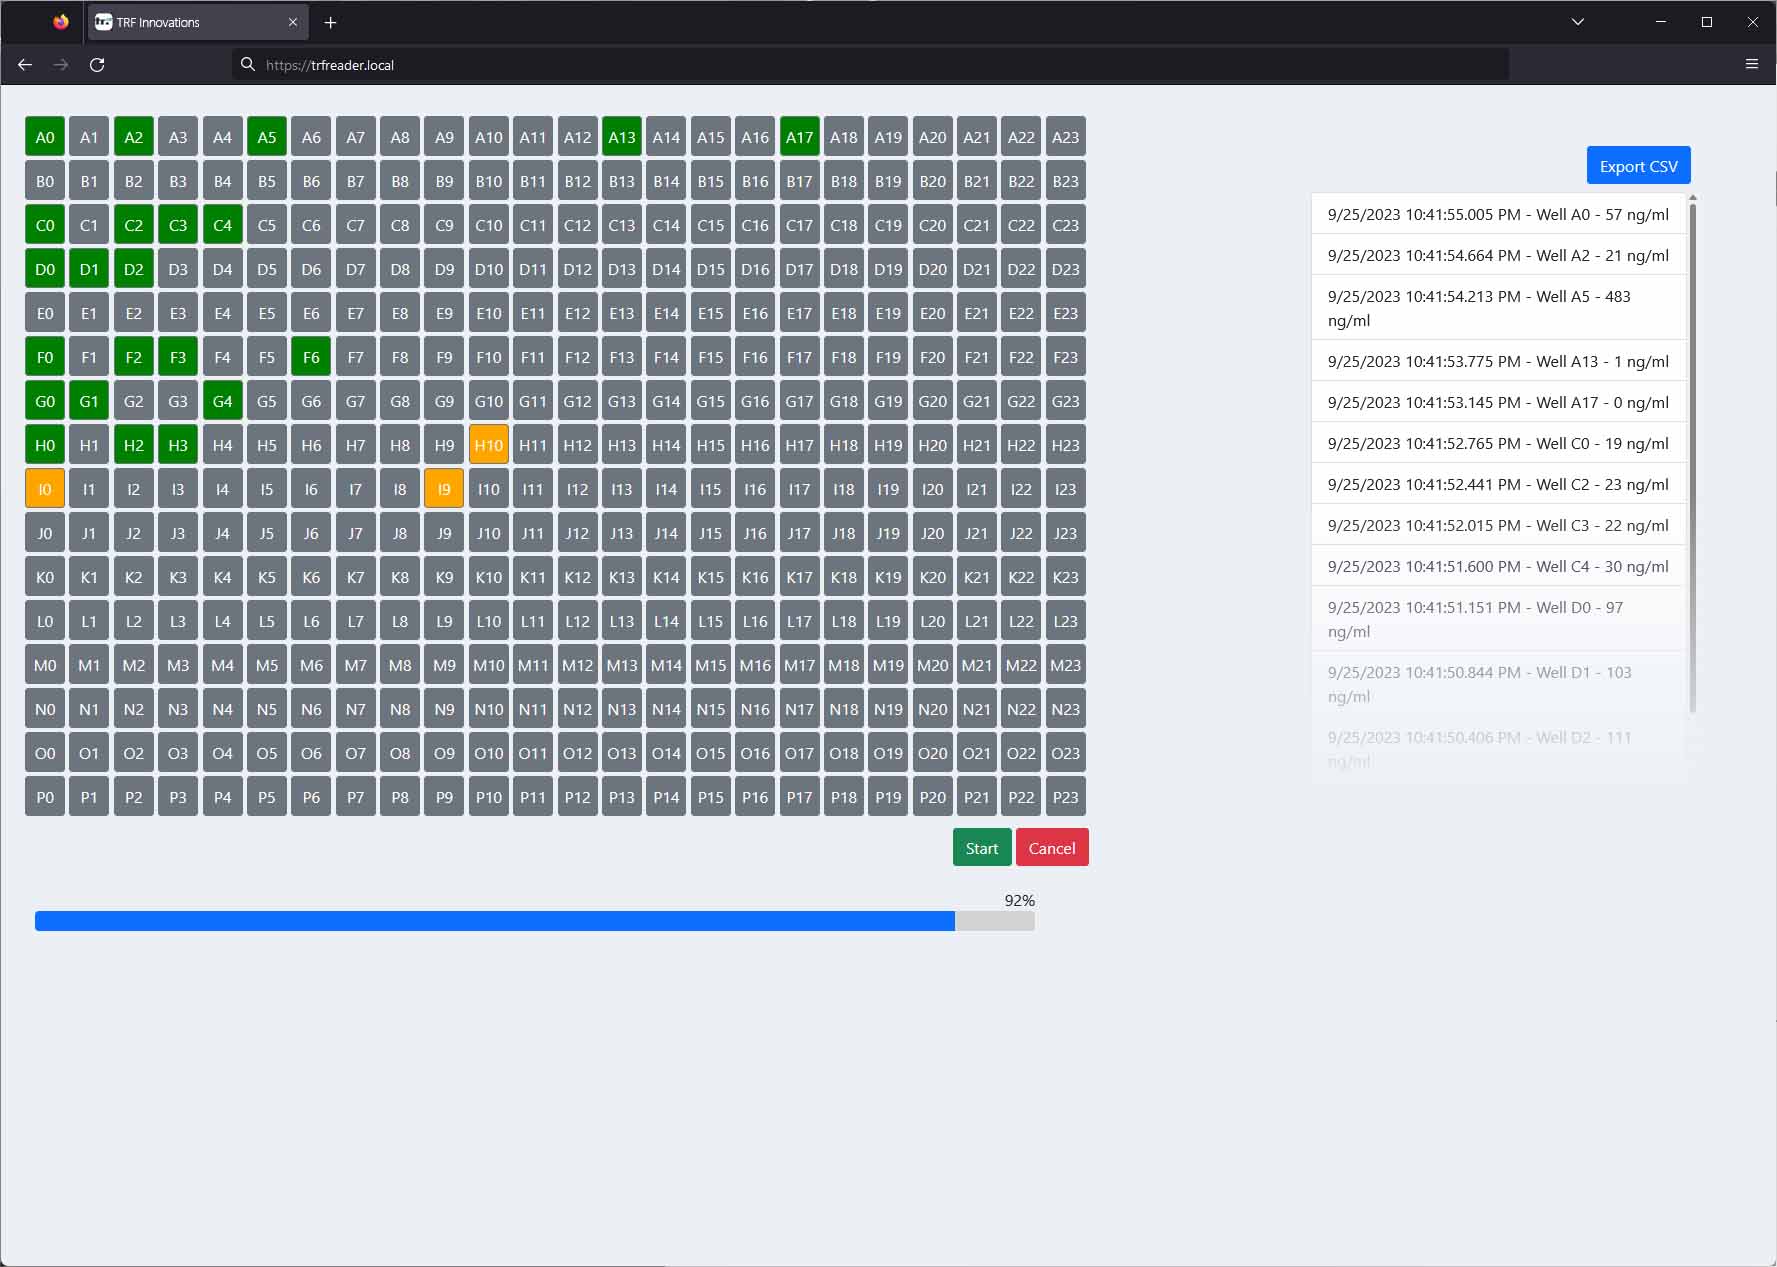 TRF Innovations
https://trfreader.local
A0 A1 A2 A3 A4 A5 A6 A7 A8 A9 A10 A11 A12 A13 A14 A15 A16 A17 A18 A19 A20 A21 A22 A23
B0 B1 B2 B3 B4 B5 B6 B7 B8 B9 B10 B11 B12 B13 B14 B15 B16 B17 B18 B19 B20 B21 B22 B23
C0 C1 C2 C3 C4 C5 C6 C7 C8 C9 C10 C11 C12 C13 C14 C15 C16 C17 C18 C19 C20 C21 C22 C23
D0 D1 D2 D3 D4 D5 D6 D7 D8 D9 D10 D11 D12 D13 D14 D15 D16 D17 D18 D19 D20 D21 D22 D23
E0 E1 E2 E3 E4 E5 E6 E7 E8 E9 E10 E11 E12 E13 E14 E15 E16 E17 E18 E19 E20 E21 E22 E23
F0 F1 F2 F3 F4 F5 F6 F7 F8 F9 F10 F11 F12 F13 F14 F15 F16 F17 F18 F19 F20 F21 F22 F23
G0 G1 G2 G3 G4 G5 G6 G7 G8 G9 G10 G11 G12 G13 G14 G15 G16 G17 G18 G19 G20 G21 G22 G23
H0 H1 H2 H3 H4 H5 H6 H7 H8 H9 H10 H11 H12 H13 H14 H15 H16 H17 H18 H19 H20 H21 H22 H23
I0 I1 I2 I3 I4 I5 I6 I7 I8 I9 I10 I11 I12 I13 I14 I15 I16 I17 I18 I19 I20 I21 I22 I23
J0 J1 J2 J3 J4 J5 J6 J7 J8 J9 J10 J11 J12 J13 J14 J15 J16 J17 J18 J19 J20 J21 J22 J23
K0 K1 K2 K3 K4 K5 K6 K7 K8 K9 K10 K11 K12 K13 K14 K15 K16 K17 K18 K19 K20 K21 K22 K23
L0 L1 L2 L3 L4 L5 L6 L7 L8 L9 L10 L11 L12 L13 L14 L15 L16 L17 L18 L19 L20 L21 L22 L23
M0 M1 M2 M3 M4 M5 M6 M7 M8 M9 M10 M11 M12 M13 M14 M15 M16 M17 M18 M19 M20 M21 M22 M23
N0 N1 N2 N3 N4 N5 N6 N7 N8 N9 N10 N11 N12 N13 N14 N15 N16 N17 N18 N19 N20 N21 N22 N23
O0 O1 O2 O3 O4 O5 O6 O7 O8 O9 O10 O11 O12 O13 O14 O15 O16 O17 O18 O19 O20 O21 O22 O23
P0 P1 P2 P3 P4 P5 P6 P7 P8 P9 P10 P11 P12 P13 P14 P15 P16 P17 P18 P19 P20 P21 P22 P23
Start Cancel
92%
Export CSV
9/25/2023 10:41:55.005 PM - Well A0 - 57 ng/ml
9/25/2023 10:41:54.664 PM - Well A2 - 21 ng/ml
9/25/2023 10:41:54.213 PM - Well A5 - 483
ng/ml
9/25/2023 10:41:53.775 PM - Well A13 - 1 ng/ml
9/25/2023 10:41:53.145 PM - Well A17 - 0 ng/ml
9/25/2023 10:41:52.765 PM - Well C0 - 19 ng/ml
9/25/2023 10:41:52.441 PM - Well C2 - 23 ng/ml
9/25/2023 10:41:52.015 PM - Well C3 - 22 ng/ml
9/25/2023 10:41:51.600 PM - Well C4 - 30 ng/ml
9/25/2023 10:41:51.151 PM - Well D0 - 97
ng/ml
9/25/2023 10:41:50.844 PM - Well D1 - 103
ng/ml
9/25/2023 10:41:50.406 PM - Well D2 - 111
ng/ml